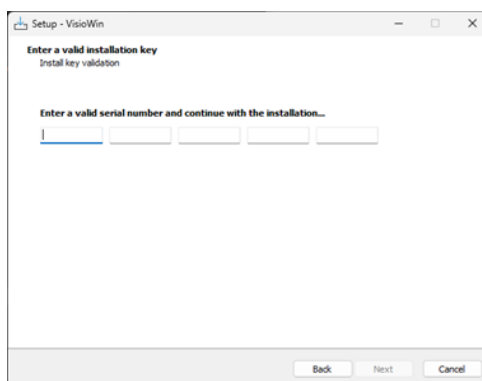 Setup - VisioWin
Enter a valid installation key
Install key validation
Enter a valid serial number and continue with the installation...
Back Next Cancel